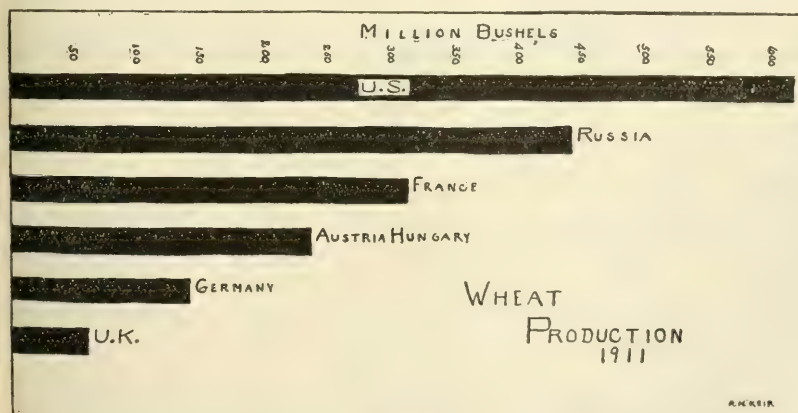 MILLION BUSHELS
50 100 150 200 250 300 350 400 450 500 550 600
U.S.
RUSSIA
FRANCE
AUSTRIA HUNGARY
GERMANY
U.K.
WHEAT
PRODUCTION
1911